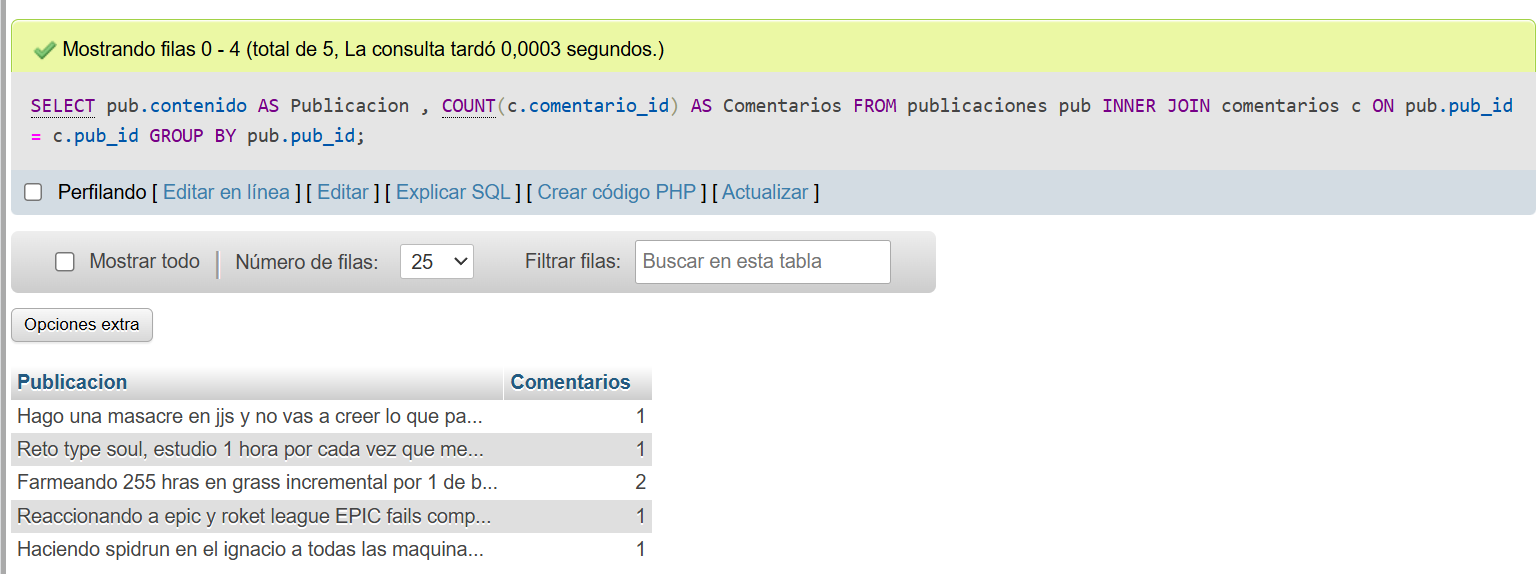 Mostrando filas 0 - 4 (total de 5, La consulta tardó 0,0003 segundos.)
SELECT pub.contenido AS Publicacion , COUNT(c.comentario_id) AS Comentarios FROM publicaciones pub INNER JOIN comentarios c ON pub.pub_id
= c.pub_id GROUP BY pub.pub_id;
Perfilando [ Editar en línea ] [ Editar ] [ Explicar SQL ] [ Crear código PHP ] [ Actualizar ]
Mostrar todo | Número de filas: 25 Filtrar filas: Buscar en esta tabla
Opciones extra
Publicacion Comentarios
Hago una masacre en jjs y no vas a creer lo que pa... 1
Reto type soul, estudio 1 hora por cada vez que me... 1
Farmeando 255 hras en grass incremental por 1 de b... 2
Reaccionando a epic y roket league EPIC fails comp... 1
Haciendo spidrun en el ignacio a todas las maquina... 1